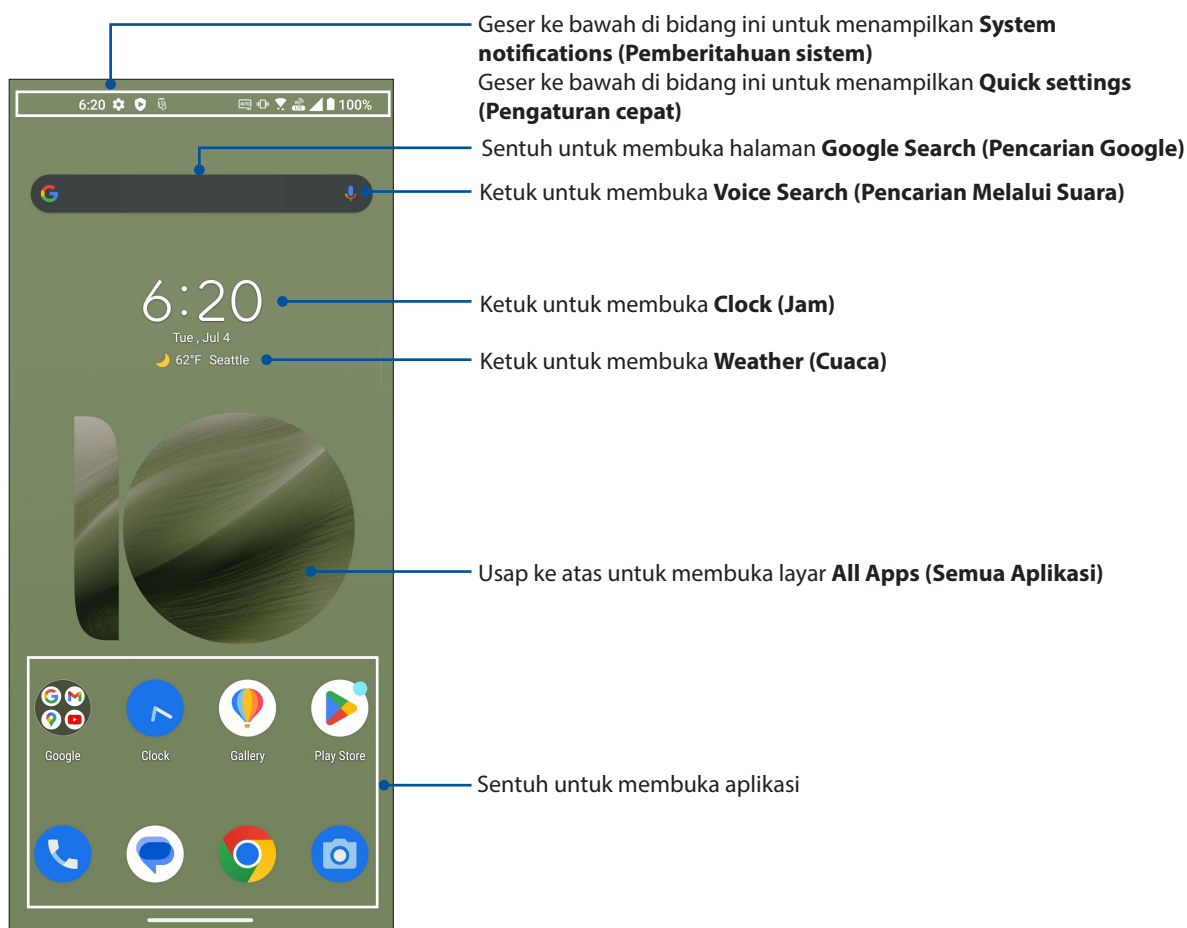 Geser ke bawah di bidang ini untuk menampilkan System
notifications (Pemberitahuan sistem)
Geser ke bawah di bidang ini untuk menampilkan Quick settings
(Pengaturan cepat)
6:20
100%
Sentuh untuk membuka halaman Google Search (Pencarian Google)
Ketuk untuk membuka Voice Search (Pencarian Melalui Suara)
6:20
Ketuk untuk membuka Clock (Jam)
Tue , Jul 4
62°F Seattle
Ketuk untuk membuka Weather (Cuaca)
Usap ke atas untuk membuka layar All Apps (Semua Aplikasi)
Google
Clock
Gallery
Play Store
Sentuh untuk membuka aplikasi